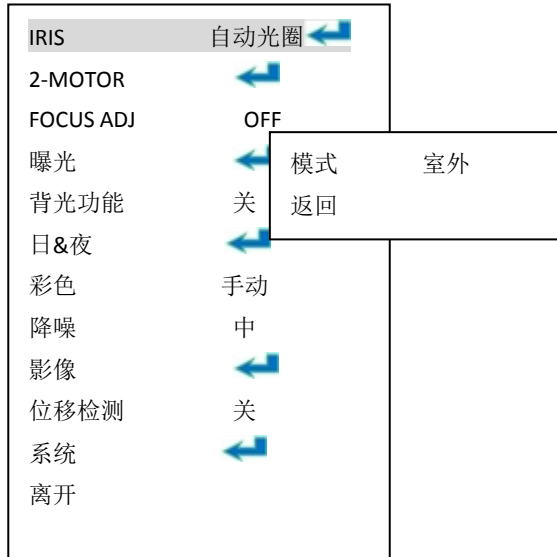 IRIS 自动光圈
2-MOTOR
FOCUS ADJ OFF
曝光
背光功能 关
日&夜
彩色 手动
降噪 中
影像
位移检测 关
系统
离开
模式 室外
返回